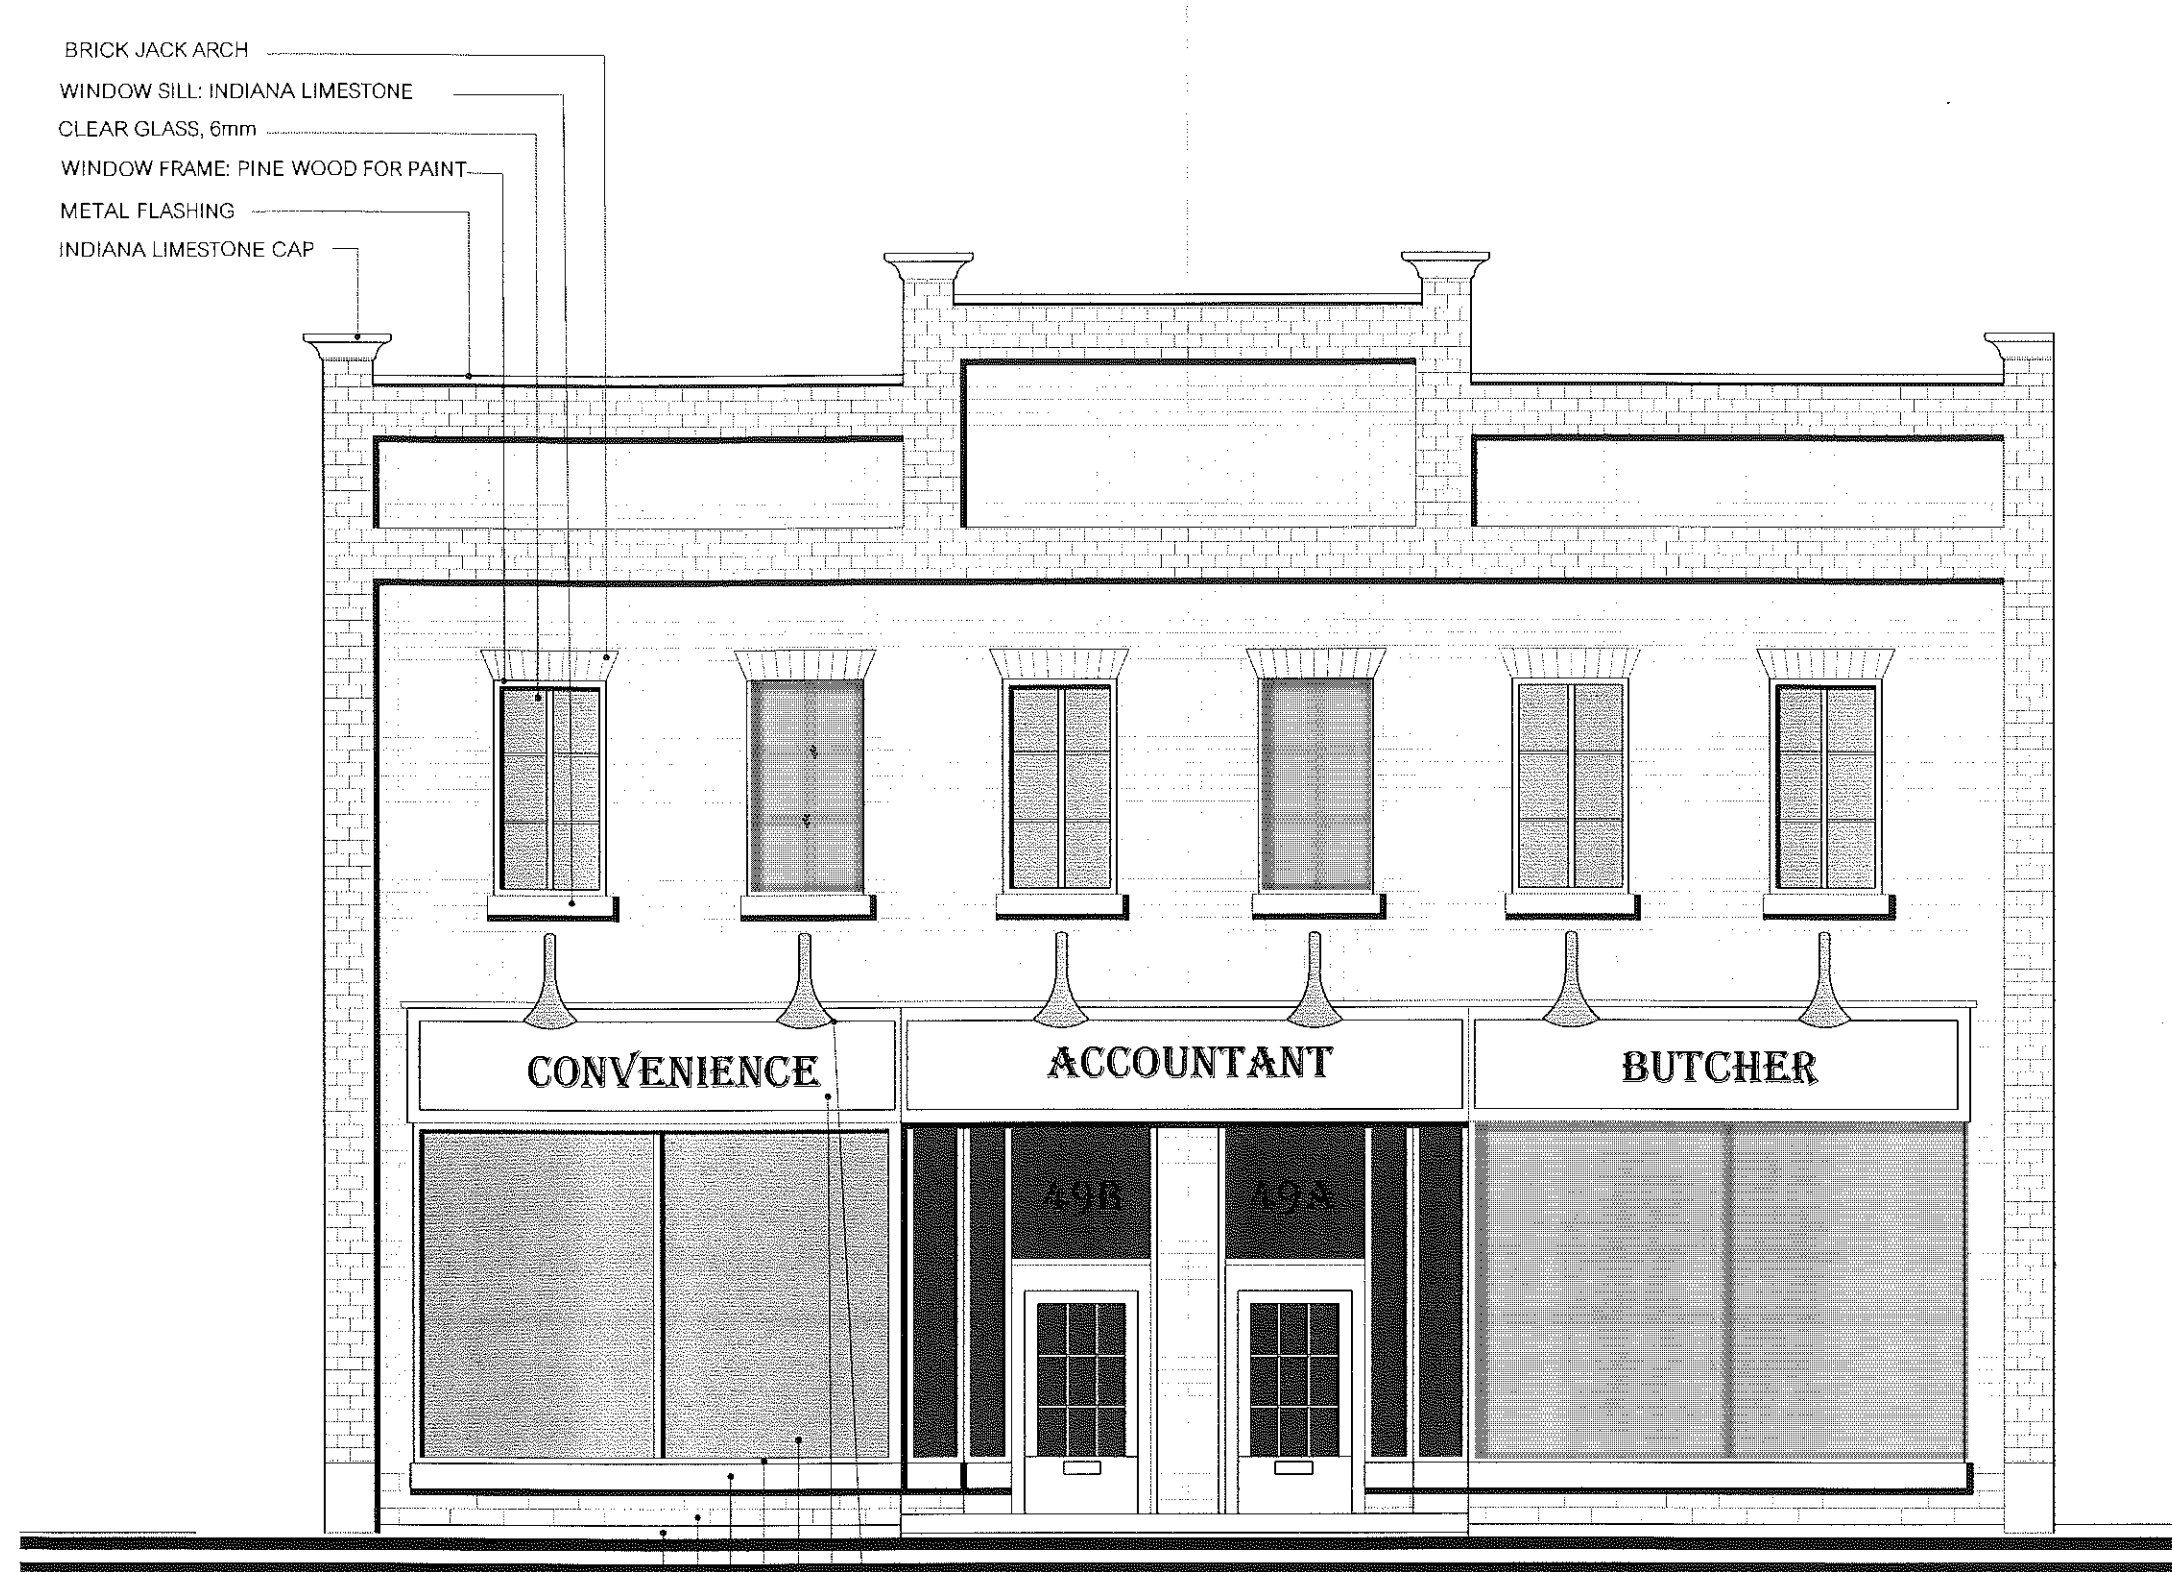 BRICK JACK ARCH
WINDOW SILL: INDIANA LIMESTONE
CLEAR GLASS, 6mm
WINDOW FRAME: PINE WOOD FOR PAINT
METAL FLASHING
INDIANA LIMESTONE CAP
CONVENIENCE
ACCOUNTANT
BUTCHER
49B
49A